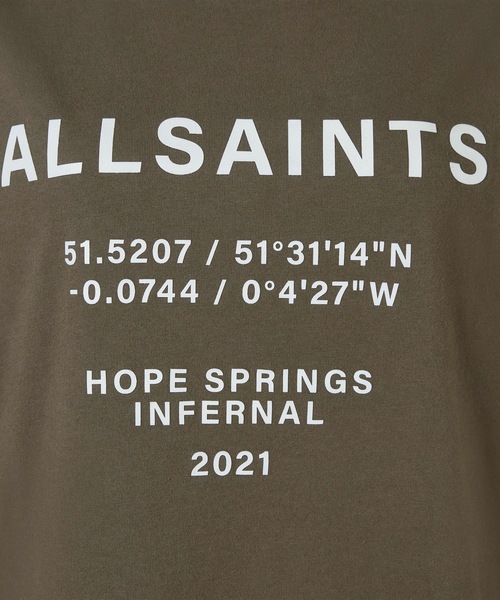 ALLSAINTS
51.5207 / 51°31'14"N
-0.0744 / 0°4'27"W
HOPE SPRINGS
INFERNAL
2021